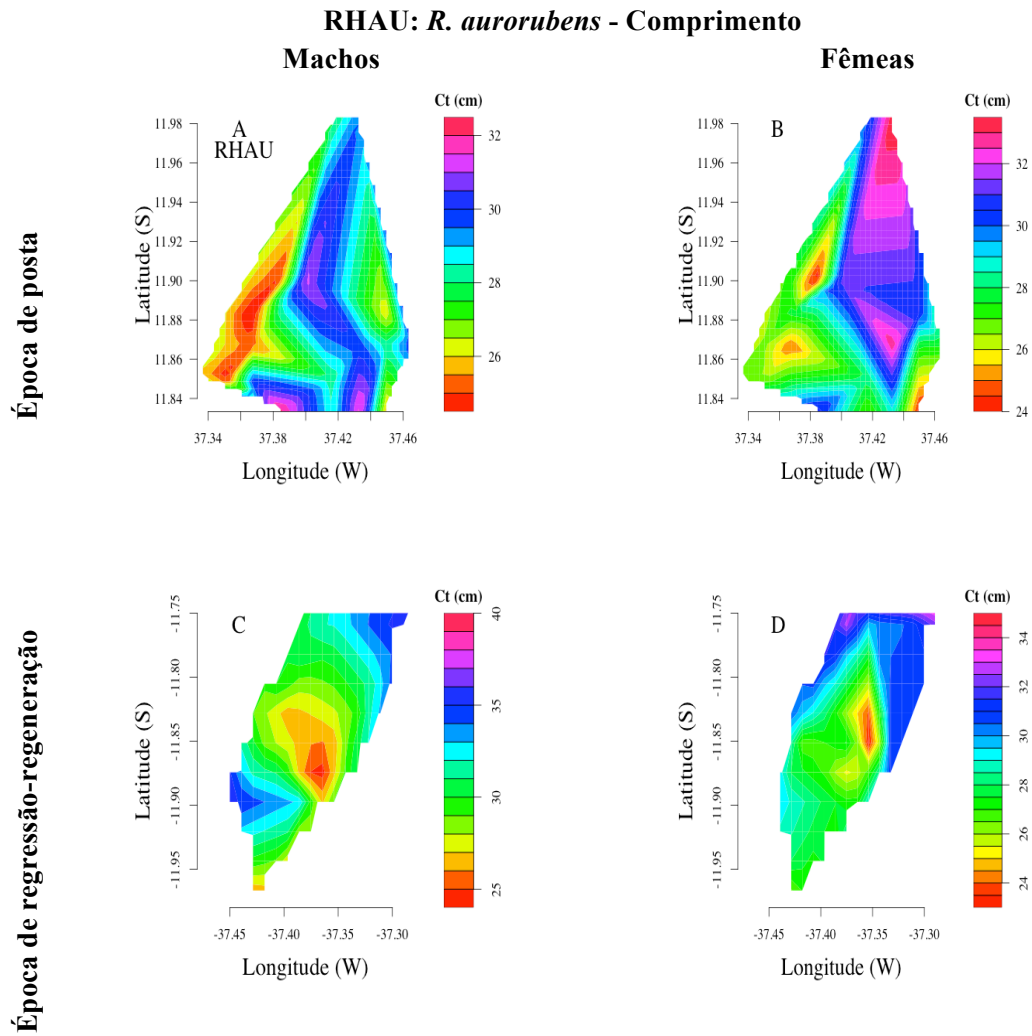 RHAU: R. aurorubens - Comprimento
Machos
Fêmeas
Época de posta
A
RHAU
Ct (cm)
11.98
11.96
11.94
11.92
11.90
11.88
11.86
11.84
Latitude (S)
37.34 37.38 37.42 37.46
Longitude (W)
32
30
28
26
B
Ct (cm)
11.98
11.96
11.94
11.92
11.90
11.88
11.86
11.84
Latitude (S)
37.34 37.38 37.42 37.46
Longitude (W)
32
30
28
26
24
Época de regressão-regeneração
C
Ct (cm)
-11.75
-11.80
-11.85
-11.90
-11.95
Latitude (S)
-37.45 -37.40 -37.35 -37.30
Longitude (W)
40
35
30
25
D
Ct (cm)
-11.75
-11.80
-11.85
-11.90
-11.95
Latitude (S)
-37.45 -37.40 -37.35 -37.30
Longitude (W)
34
32
30
28
26
24